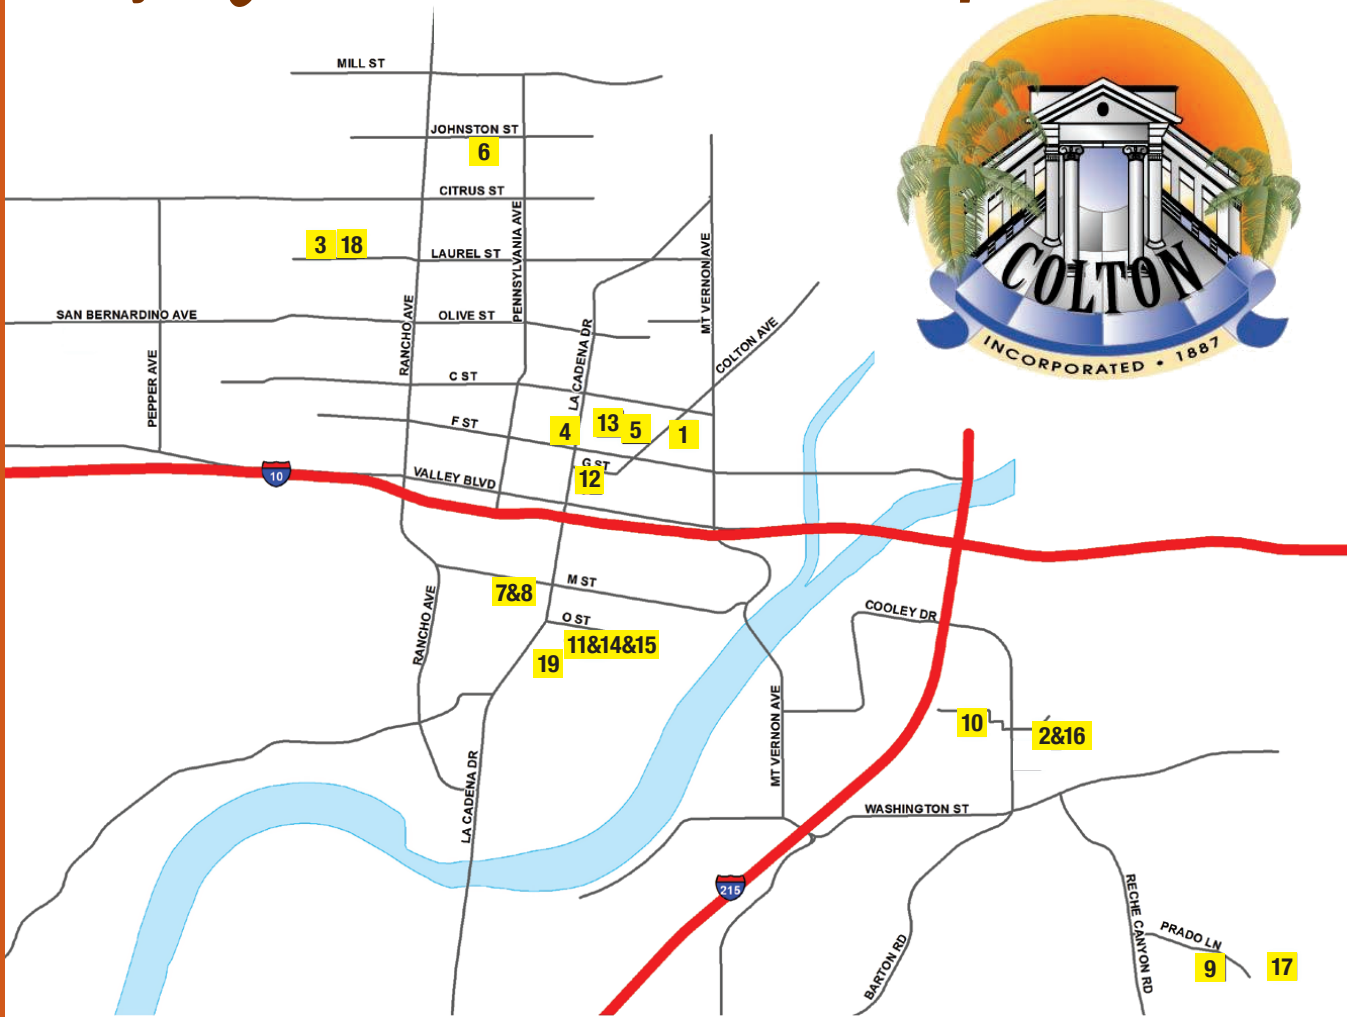 MILL ST
JOHNSTON ST
6
CITRUS ST
3 18
LAUREL ST
PENNSYLVANIA AVE
MT VERNON AVE
SAN BERNARDINO AVE
OLIVE ST
RANCHO AVE
PEPPER AVE
LA CADENA DR
COLTON AVE
C ST
F ST
4
13
5
1
G ST
12
VALLEY BLVD
10
M ST
7&8
O ST
11&14&15
19
RANCHO AVE
COOLEY DR
MT VERNON AVE
10
2&16
LA CADENA DR
WASHINGTON ST
215
BARTON RD
RECHE CANYON RD
PRADO LN
9
17
COLTON
INCORPORATED • 1887